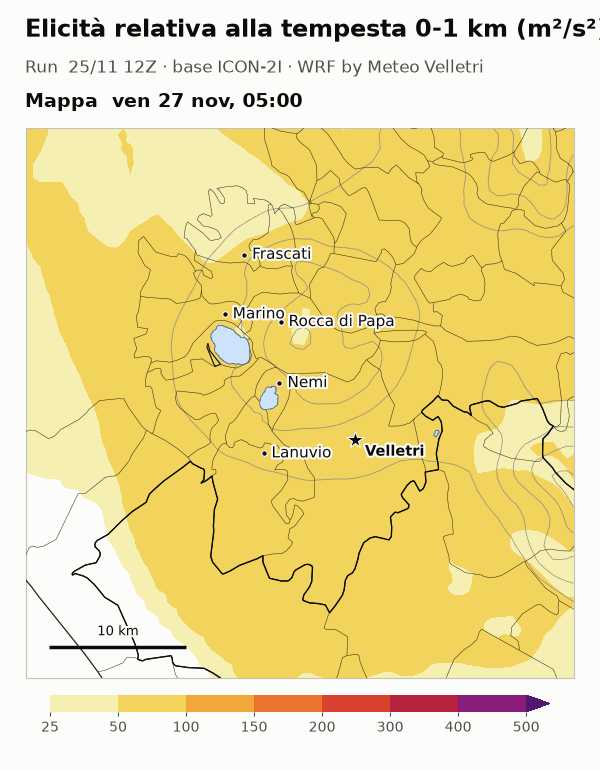 Elicità relativa alla tempesta 0-1 km (m²/s²)
Run 25/11 12Z · base ICON-2I · WRF by Meteo Velletri
Mappa ven 27 nov, 05:00
Frascati
Marino
Rocca di Papa
Nemi
Velletri
Lanuvio
10 km
25 50 100 150 200 300 400 500